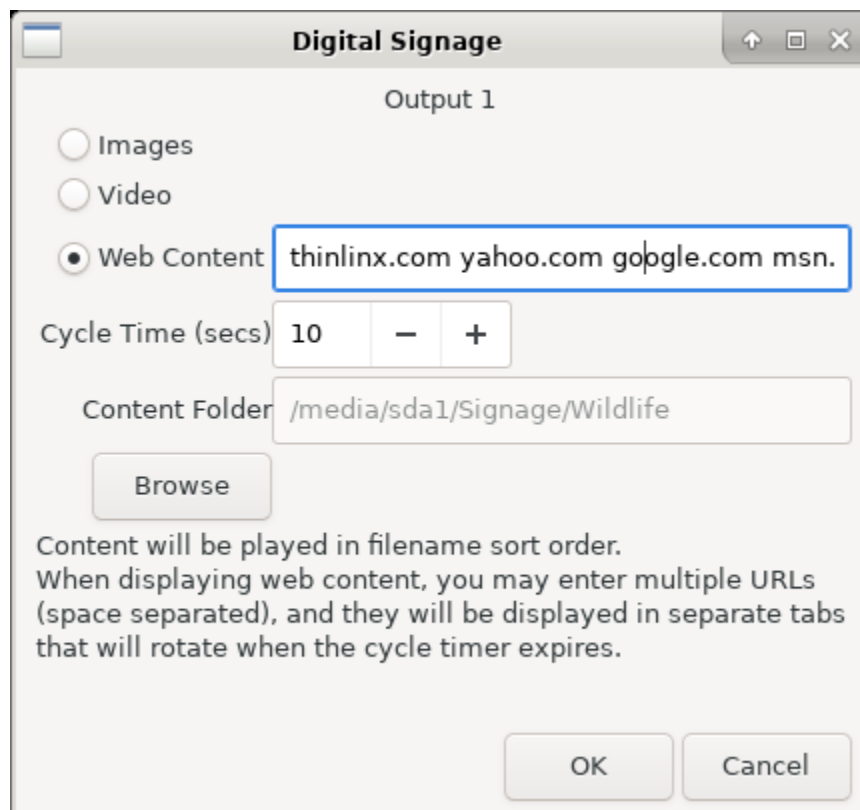 Digital Signage
Output 1
Images
Video
Web Content thinlinx.com yahoo.com google.com msn.
Cycle Time (secs) 10 − +
Content Folder /media/sda1/Signage/Wildlife
Browse
Content will be played in filename sort order.
When displaying web content, you may enter multiple URLs
(space separated), and they will be displayed in separate tabs
that will rotate when the cycle timer expires.
OK Cancel